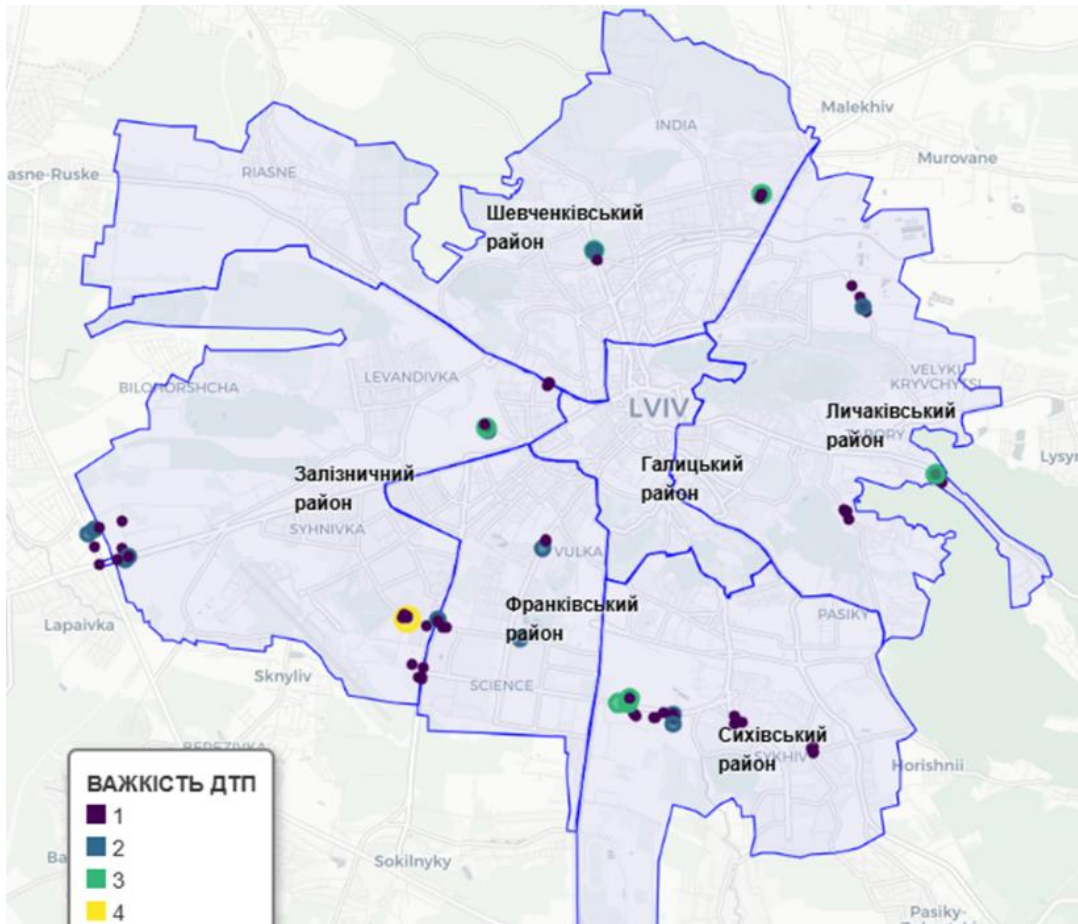 Malekhiv
INDIA
Murovane
asne-Ruske
RIASNE
Шевченківський
район
LEVANDIVKA
VELYKI
KRYVCHYTSI
BILOHORSHCHA
LVIV
Личаківський
район
Lysyn
Залізничний
район
Галицький
район
SYHNIVKA
VULKA
Франківський
район
PASIKY
Lapaivka
Sknyliv
SCIENCE
Сихівський
район
SYKHIV
Horishnii
ВАЖКІСТЬ ДТП
1
2
3
4
Sokilnyky
Pasiky-